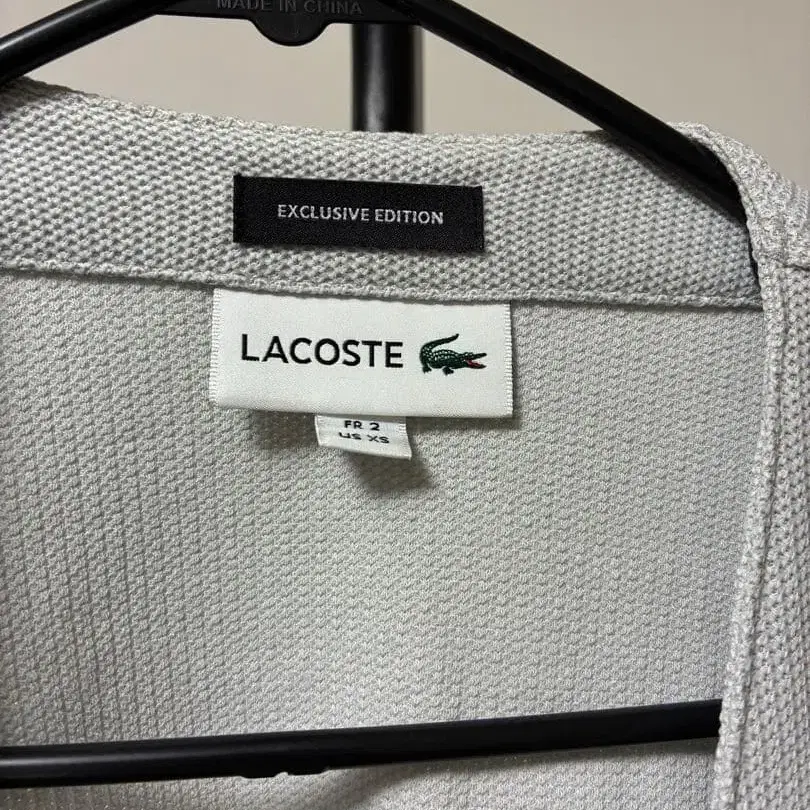 MADE IN CHINA
EXCLUSIVE EDITION
LACOSTE
FR 2
US XS